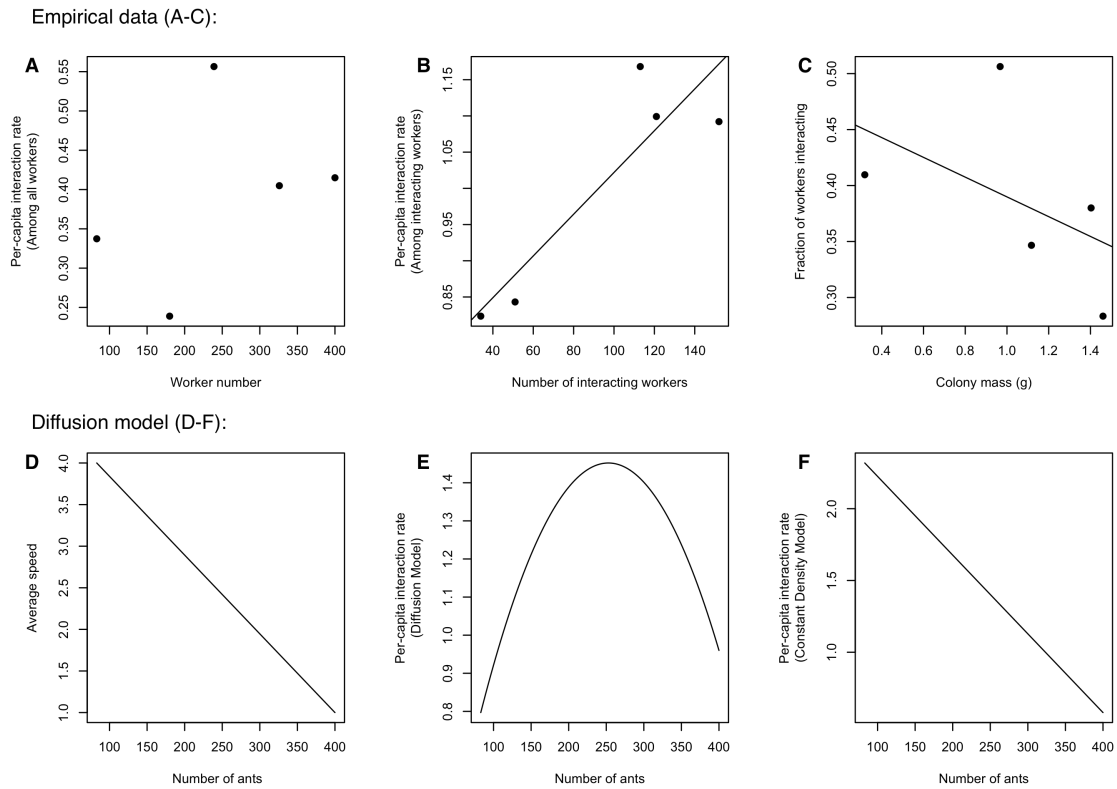 Empirical data (A-C):
A
Per-capita interaction rate
(Among all workers)
0.25 0.30 0.35 0.40 0.45 0.50 0.55
100 150 200 250 300 350 400
Worker number
B
Per-capita interaction rate
(Among interacting workers)
0.85 0.95 1.05 1.15
40 60 80 100 120 140
Number of interacting workers
C
Fraction of workers interacting
0.30 0.35 0.40 0.45 0.50
0.4 0.6 0.8 1.0 1.2 1.4
Colony mass (g)
Diffusion model (D-F):
D
Average speed
1.0 1.5 2.0 2.5 3.0 3.5 4.0
100 150 200 250 300 350 400
Number of ants
E
Per-capita interaction rate
(Diffusion Model)
0.8 0.9 1.0 1.1 1.2 1.3 1.4
100 150 200 250 300 350 400
Number of ants
F
Per-capita interaction rate
(Constant Density Model)
1.0 1.5 2.0
100 150 200 250 300 350 400
Number of ants